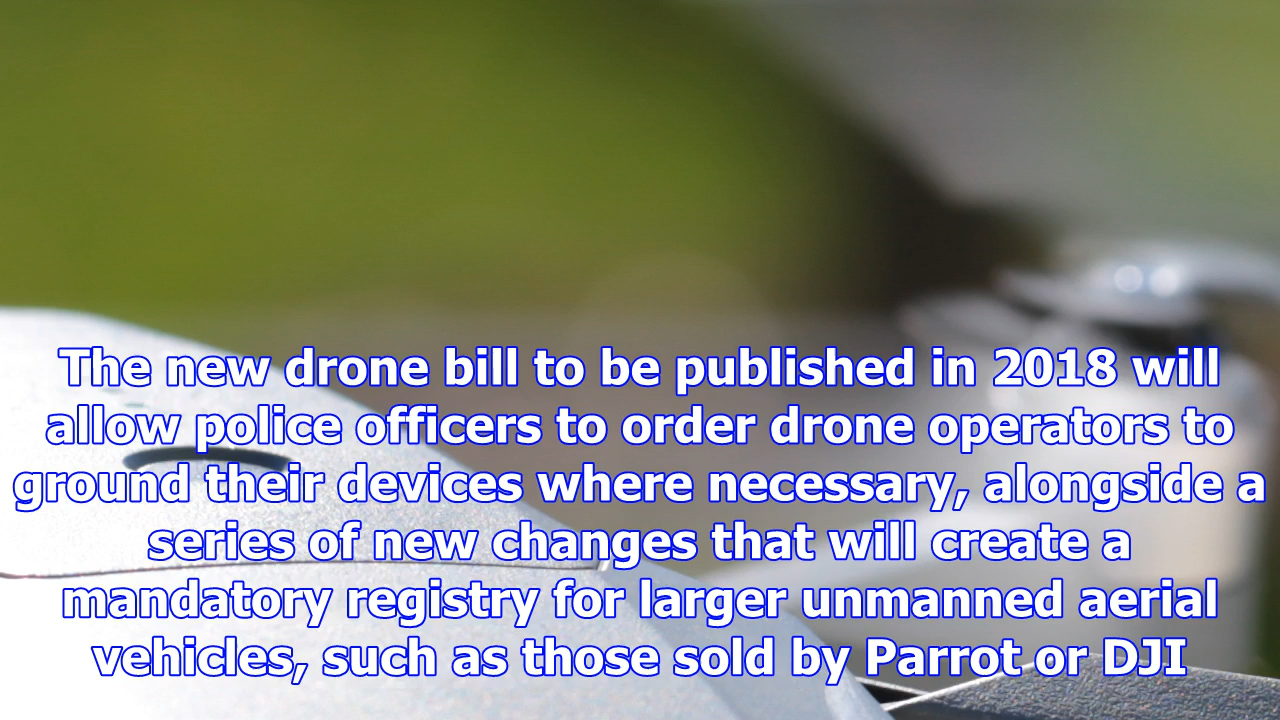 The new drone bill to be published in 2018 will
allow police officers to order drone operators to
ground their devices where necessary, alongside a
series of new changes that will create a
mandatory registry for larger unmanned aerial
vehicles, such as those sold by Parrot or DJI